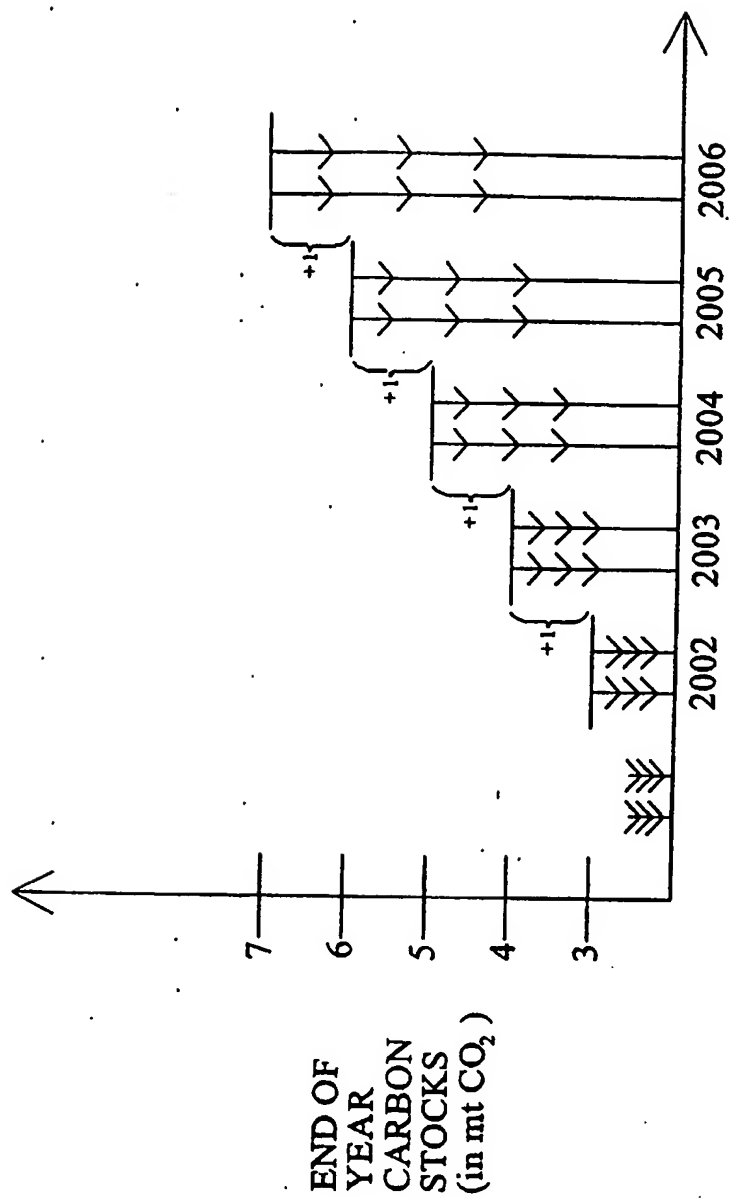 END OF
YEAR
CARBON
STOCKS
(in mt CO₂)
7
6
5
4
3
+1
+1
+1
+1
2002
2003
2004
2005
2006